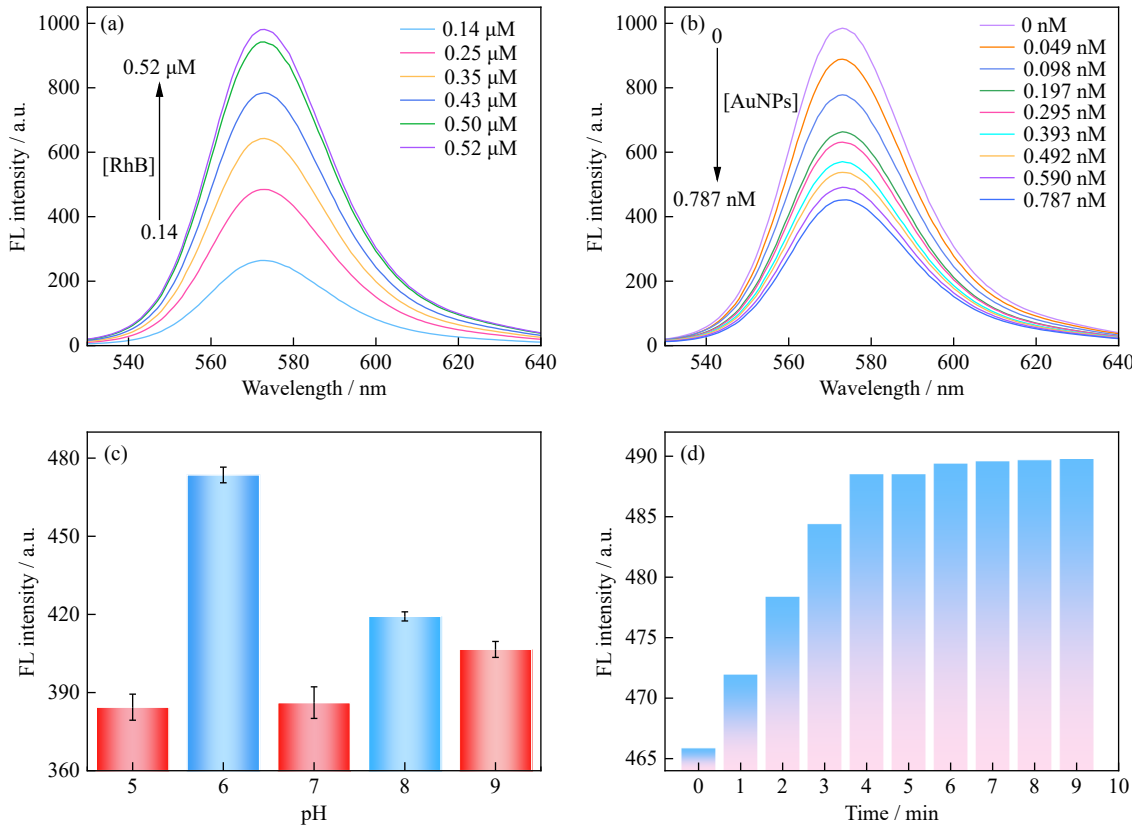 (a)
FL intensity / a.u.
1000
800
600
400
200
0
0.52 μM
[RhB]
0.14
0.14 μM
0.25 μM
0.35 μM
0.43 μM
0.50 μM
0.52 μM
540
560
580
600
620
640
Wavelength / nm
(b)
FL intensity / a.u.
1000
800
600
400
200
0
0
[AuNPs]
0.787 nM
0 nM
0.049 nM
0.098 nM
0.197 nM
0.295 nM
0.393 nM
0.492 nM
0.590 nM
0.787 nM
540
560
580
600
620
640
Wavelength / nm
(c)
FL intensity / a.u.
480
450
420
390
360
5
6
7
8
9
pH
(d)
FL intensity / a.u.
490
485
480
475
470
465
0
1
2
3
4
5
6
7
8
9
10
Time / min